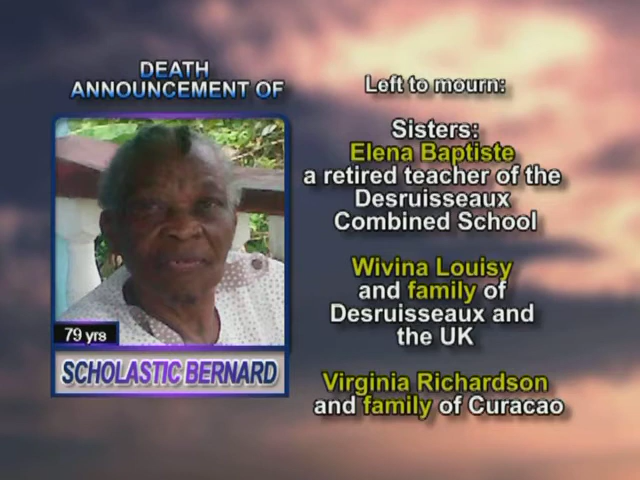 DEATH
ANNOUNCEMENT OF
79 yrs
SCHOLASTIC BERNARD
Left to mourn:
Sisters:
Elena Baptiste
a retired teacher of the
Desruisseaux
Combined School
Wivina Louisy
and family of
Desruisseaux and
the UK
Virginia Richardson
and family of Curacao